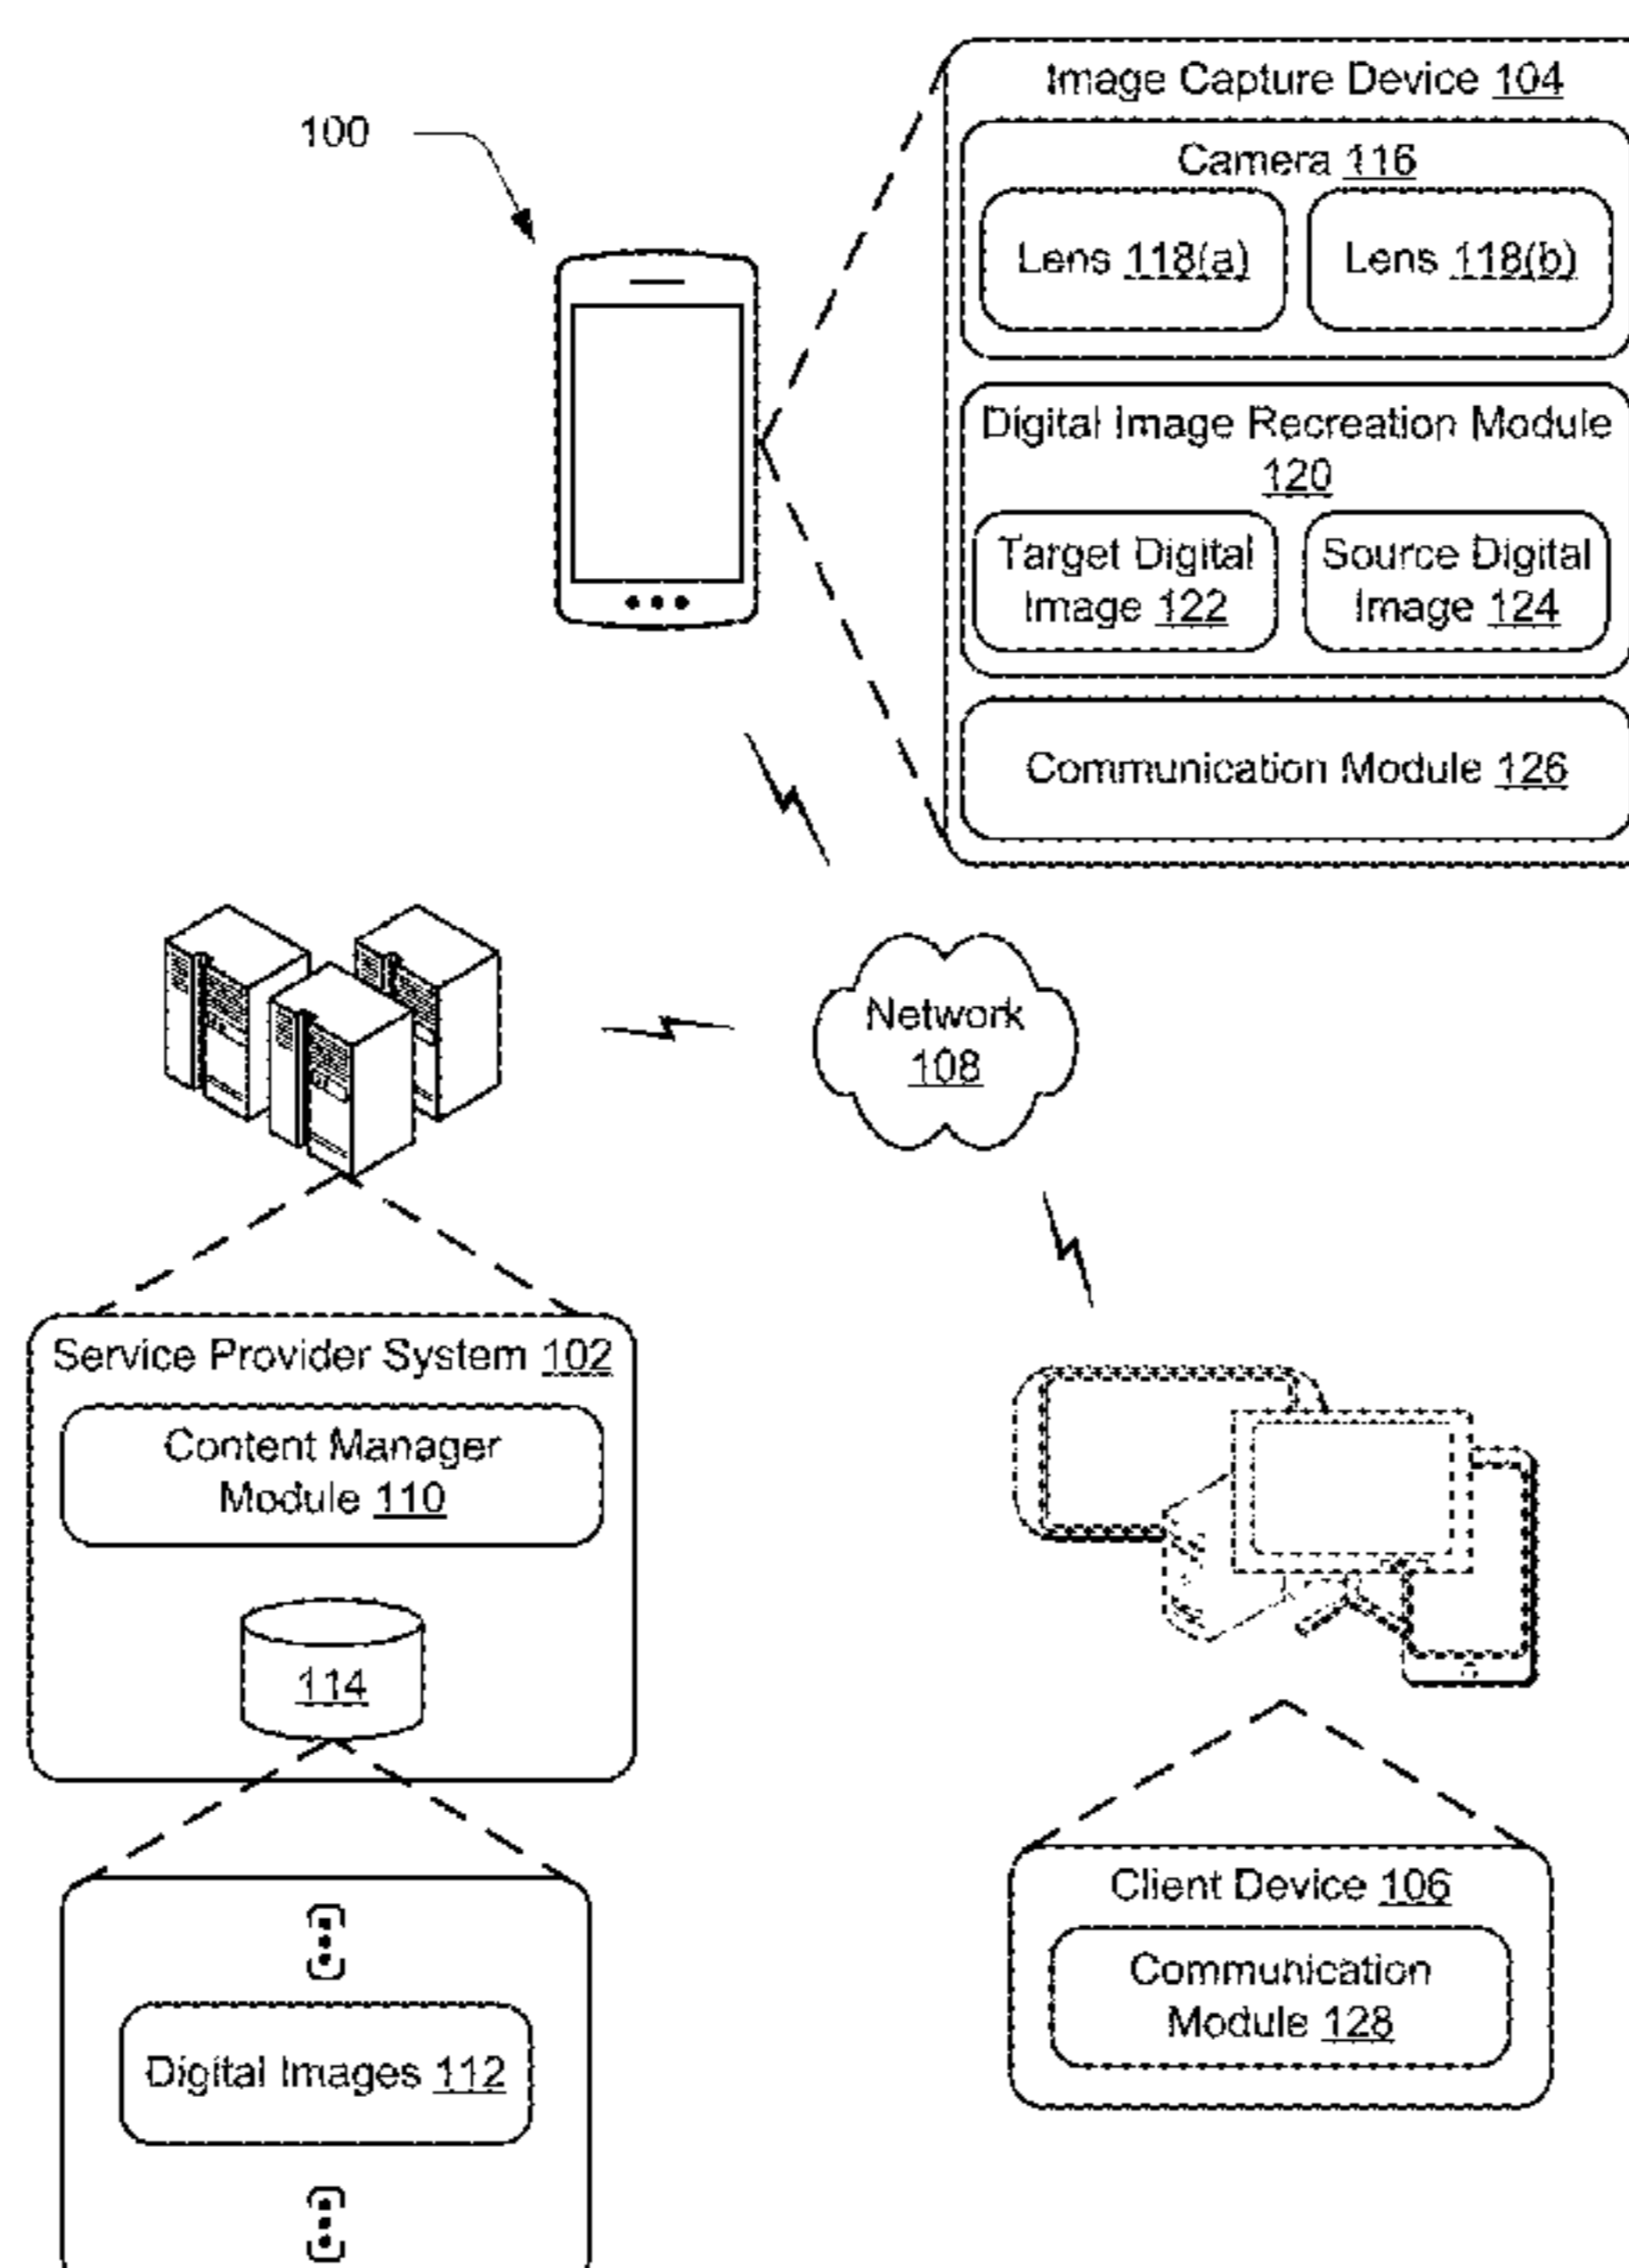 100
Image Capture Device 104
Camera 116
Lens 118(a)
Lens 118(b)
Digital Image Recreation Module
120
Target Digital
Image 122
Source Digital
Image 124
Communication Module 126
Network
108
Service Provider System 102
Content Manager
Module 110
114
Digital Images 112
Client Device 106
Communication
Module 128